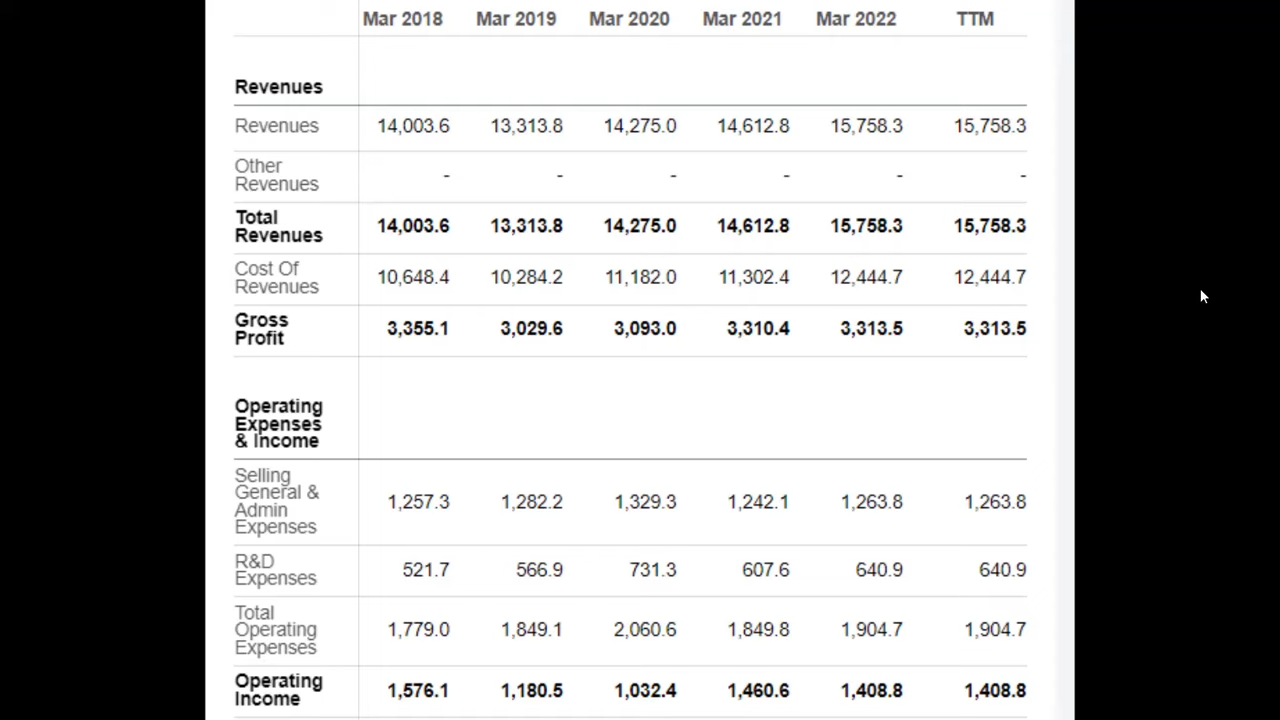 Mar 2018 Mar 2019 Mar 2020 Mar 2021 Mar 2022 TTM
Revenues
Revenues 14,003.6 13,313.8 14,275.0 14,612.8 15,758.3 15,758.3
Other
Revenues - - - - - -
Total
Revenues 14,003.6 13,313.8 14,275.0 14,612.8 15,758.3 15,758.3
Cost Of
Revenues 10,648.4 10,284.2 11,182.0 11,302.4 12,444.7 12,444.7
Gross
Profit 3,355.1 3,029.6 3,093.0 3,310.4 3,313.5 3,313.5
Operating
Expenses
& Income
Selling
General &
Admin
Expenses 1,257.3 1,282.2 1,329.3 1,242.1 1,263.8 1,263.8
R&D
Expenses 521.7 566.9 731.3 607.6 640.9 640.9
Total
Operating
Expenses 1,779.0 1,849.1 2,060.6 1,849.8 1,904.7 1,904.7
Operating
Income 1,576.1 1,180.5 1,032.4 1,460.6 1,408.8 1,408.8